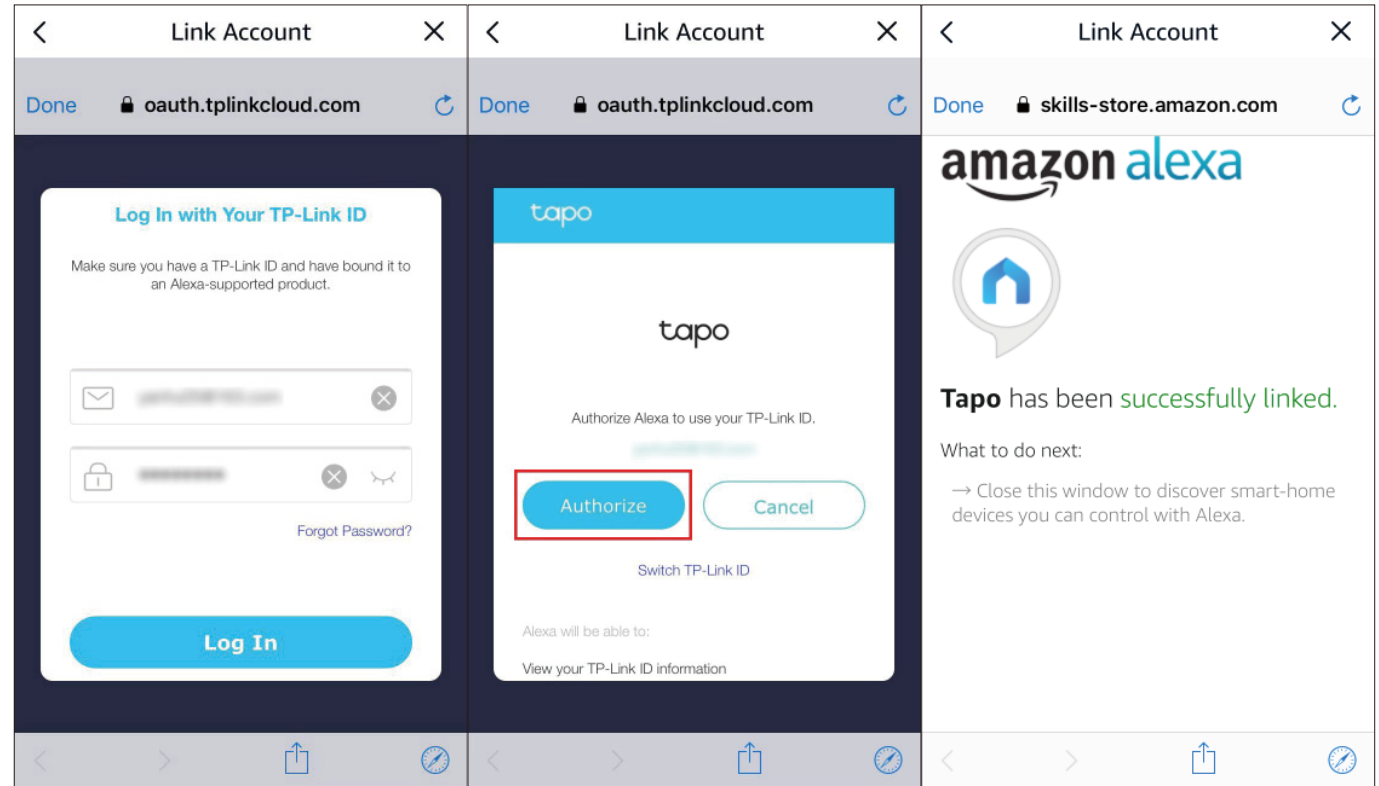 Link Account
Done
oauth.tplinkcloud.com
Log In with Your TP-Link ID
Make sure you have a TP-Link ID and have bound it to
an Alexa-supported product.
Forgot Password?
Log In
Link Account
Done
oauth.tplinkcloud.com
tapo
tapo
Authorize Alexa to use your TP-Link ID.
Authorize
Cancel
Switch TP-Link ID
Alexa will be able to:
View your TP-Link ID information
Link Account
Done
skills-store.amazon.com
amazon alexa
Tapo has been successfully linked.
What to do next:
→ Close this window to discover smart-home
devices you can control with Alexa.